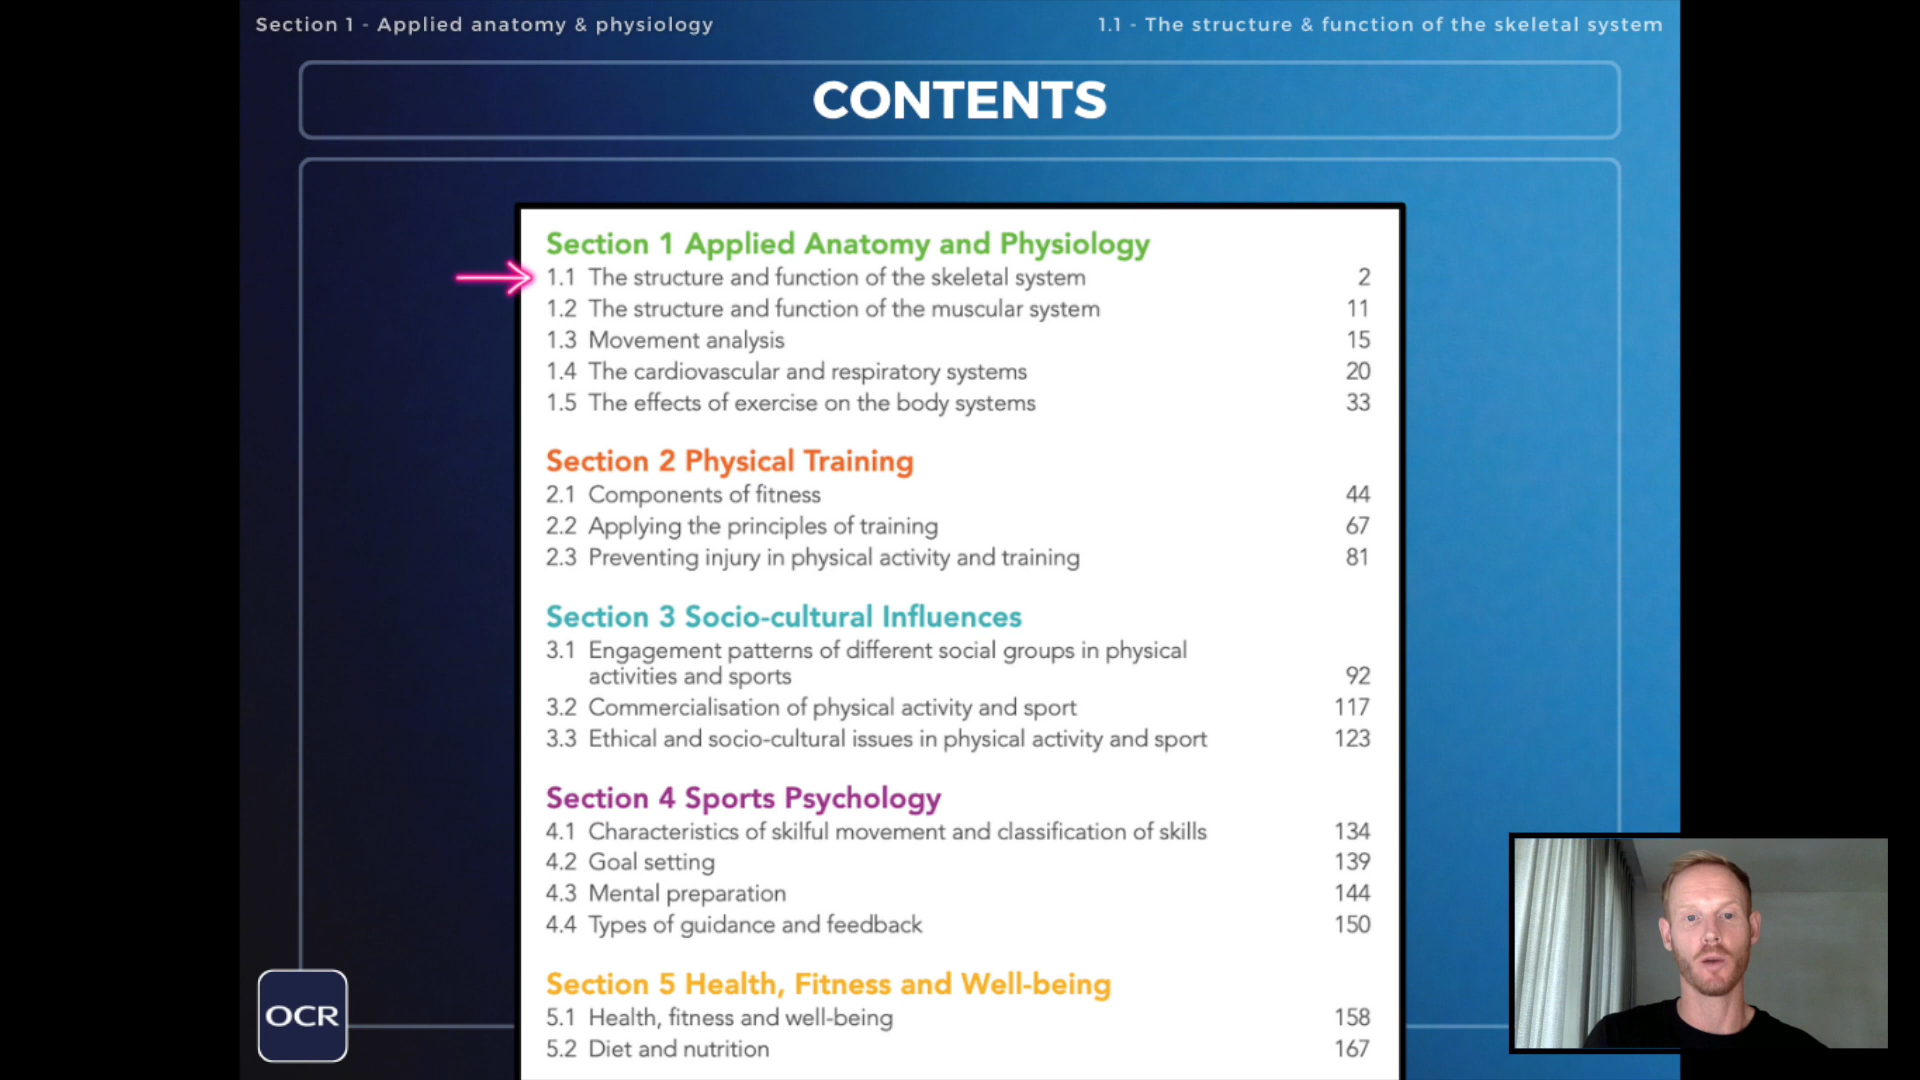 Section 1 - Applied anatomy & physiology
1.1 - The structure & function of the skeletal system
CONTENTS
Section 1 Applied Anatomy and Physiology
1.1 The structure and function of the skeletal system 2
1.2 The structure and function of the muscular system 11
1.3 Movement analysis 15
1.4 The cardiovascular and respiratory systems 20
1.5 The effects of exercise on the body systems 33
Section 2 Physical Training
2.1 Components of fitness 44
2.2 Applying the principles of training 67
2.3 Preventing injury in physical activity and training 81
Section 3 Socio-cultural Influences
3.1 Engagement patterns of different social groups in physical
activities and sports 92
3.2 Commercialisation of physical activity and sport 117
3.3 Ethical and socio-cultural issues in physical activity and sport 123
Section 4 Sports Psychology
4.1 Characteristics of skilful movement and classification of skills 134
4.2 Goal setting 139
4.3 Mental preparation 144
4.4 Types of guidance and feedback 150
Section 5 Health, Fitness and Well-being
5.1 Health, fitness and well-being 158
5.2 Diet and nutrition 167
OCR